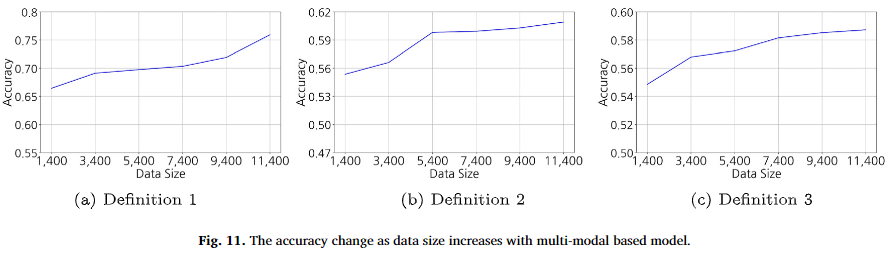 0.8
0.75
0.70
0.65
0.60
0.55
Accuracy
1,400 3,400 5,400 7,400 9,400 11,400
Data Size
(a) Definition 1
0.62
0.59
0.56
0.53
0.50
0.47
Accuracy
1,400 3,400 5,400 7,400 9,400 11,400
Data Size
(b) Definition 2
0.60
0.58
0.56
0.54
0.52
0.50
Accuracy
1,400 3,400 5,400 7,400 9,400 11,400
Data Size
(c) Definition 3
Fig. 11. The accuracy change as data size increases with multi-modal based model.